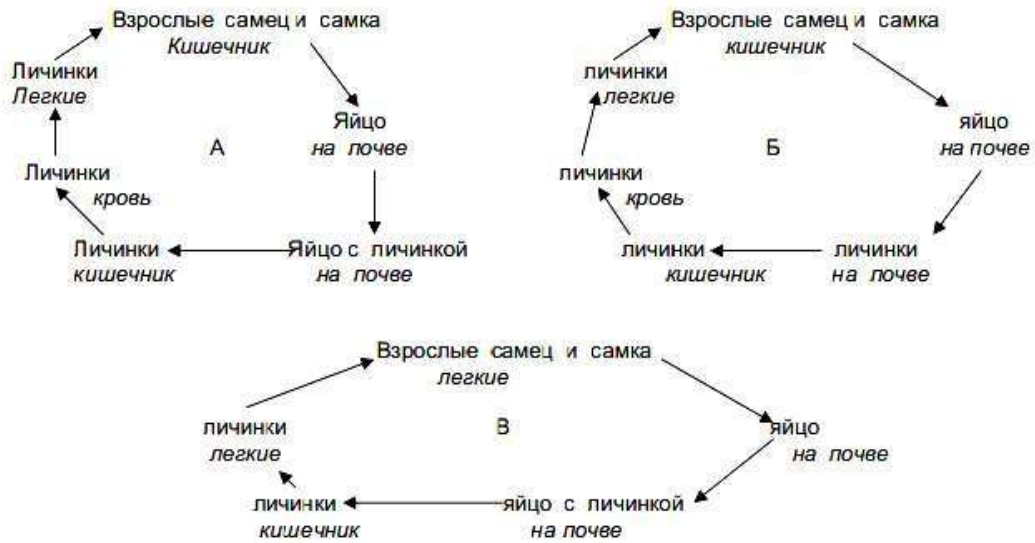 Взрослые самец и самка
Кишечник
Личинки
Легкие
Яйцо
на почве
А
Личинки
кровь
Личинки
кишечник
Яйцо с личинкой
на почве
Взрослые самец и самка
кишечник
личинки
легкие
яйцо
на почве
Б
личинки
кровь
личинки
кишечник
личинки
на почве
Взрослые самец и самка
легкие
личинки
легкие
В
яйцо
на почве
личинки
кишечник
яйцо с личинкой
на почве